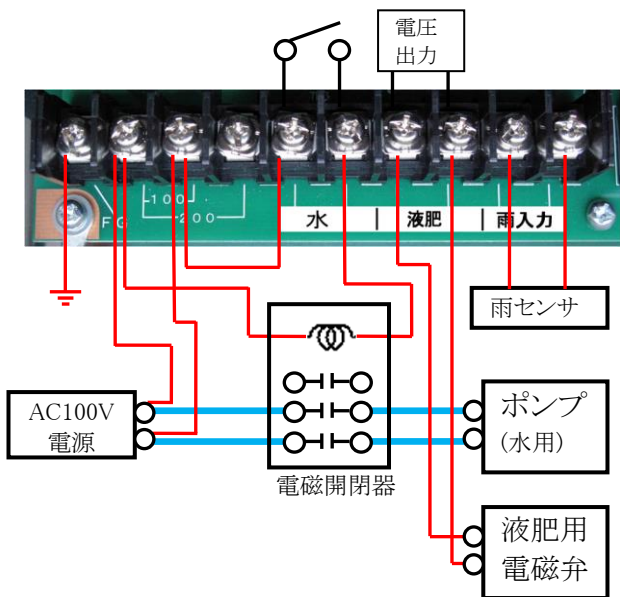 電圧
出力
FG
100
200
水 | 液肥 | 雨入力
雨センサ
AC100V
電源
ポンプ
(水用)
電磁開閉器
液肥用
電磁弁